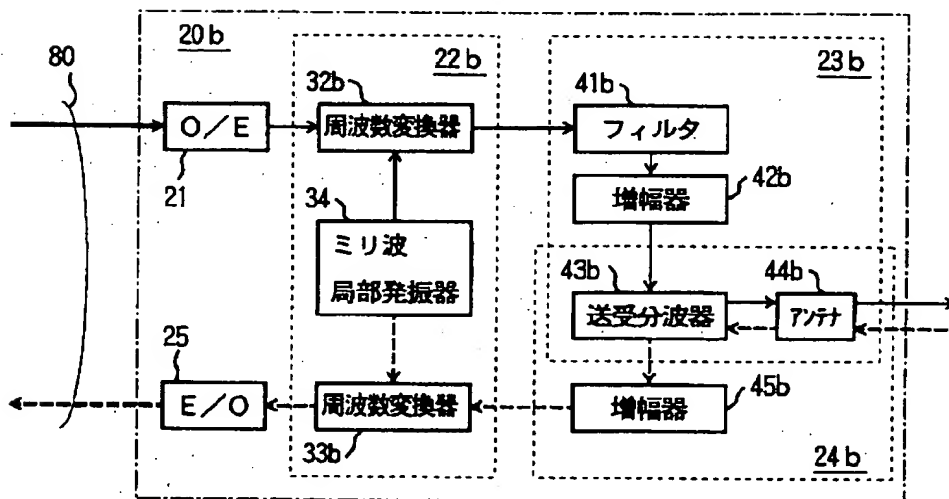 20b
80
22b
23b
32b
41b
O/E
周波数変換器
フィルタ
21
42b
34
増幅器
ミリ波
局部発振器
43b
44b
送受分波器
アンテナ
25
E/O
周波数変換器
増幅器
45b
33b
24b